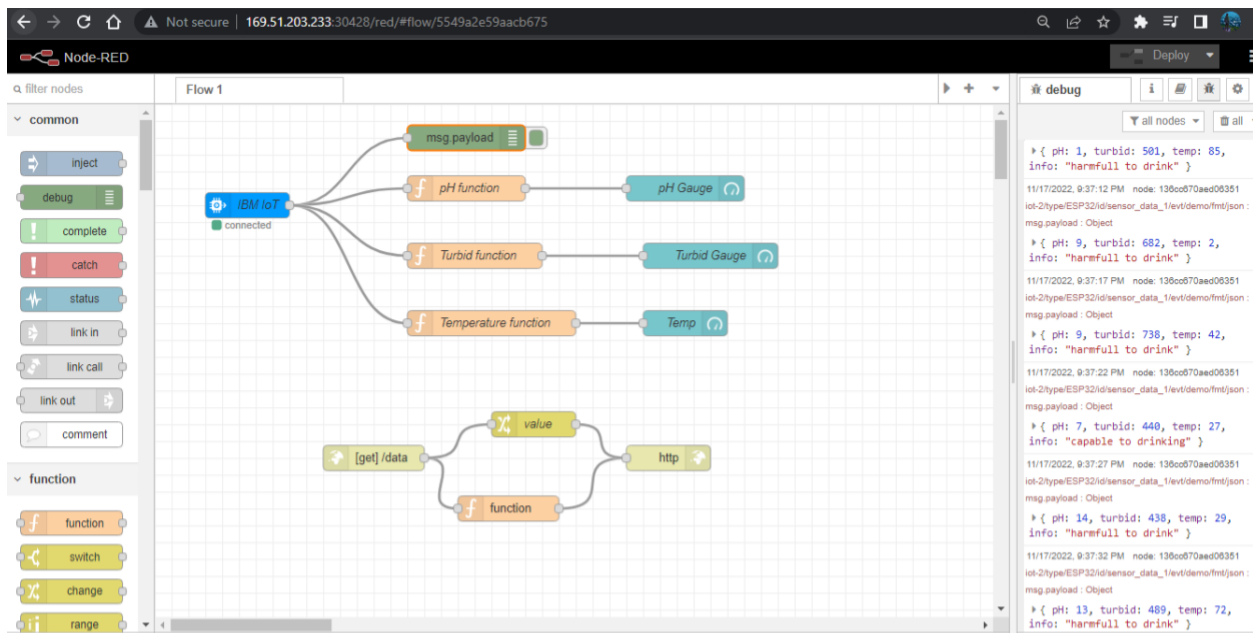 Not secure | 169.51.203.233:30428/red/#flow/5549a2e59aacb675
Node-RED
Deploy
filter nodes
Flow 1
debug
i
common
all nodes
all
inject
debug
complete
catch
status
link in
link call
link out
comment
function
function
switch
change
range
msg.payload
IBM IoT
connected
pH function
pH Gauge
Turbid function
Turbid Gauge
Temperature function
Temp
value
[get] /data
http
function
{ pH: 1, turbid: 501, temp: 85,
info: "harmfull to drink" }
11/17/2022, 9:37:12 PM node: 136cc670aed06351
iot-2/type/ESP32/id/sensor_data_1/evt/demo/fmt/json :
msg.payload : Object
{ pH: 9, turbid: 682, temp: 2,
info: "harmfull to drink" }
11/17/2022, 9:37:17 PM node: 136cc670aed06351
iot-2/type/ESP32/id/sensor_data_1/evt/demo/fmt/json :
msg.payload : Object
{ pH: 9, turbid: 738, temp: 42,
info: "harmfull to drink" }
11/17/2022, 9:37:22 PM node: 136cc670aed06351
iot-2/type/ESP32/id/sensor_data_1/evt/demo/fmt/json :
msg.payload : Object
{ pH: 7, turbid: 440, temp: 27,
info: "capable to drinking" }
11/17/2022, 9:37:27 PM node: 136cc670aed06351
iot-2/type/ESP32/id/sensor_data_1/evt/demo/fmt/json :
msg.payload : Object
{ pH: 14, turbid: 438, temp: 29,
info: "harmfull to drink" }
11/17/2022, 9:37:32 PM node: 136cc670aed06351
iot-2/type/ESP32/id/sensor_data_1/evt/demo/fmt/json :
msg.payload : Object
{ pH: 13, turbid: 489, temp: 72,
info: "harmfull to drink" }